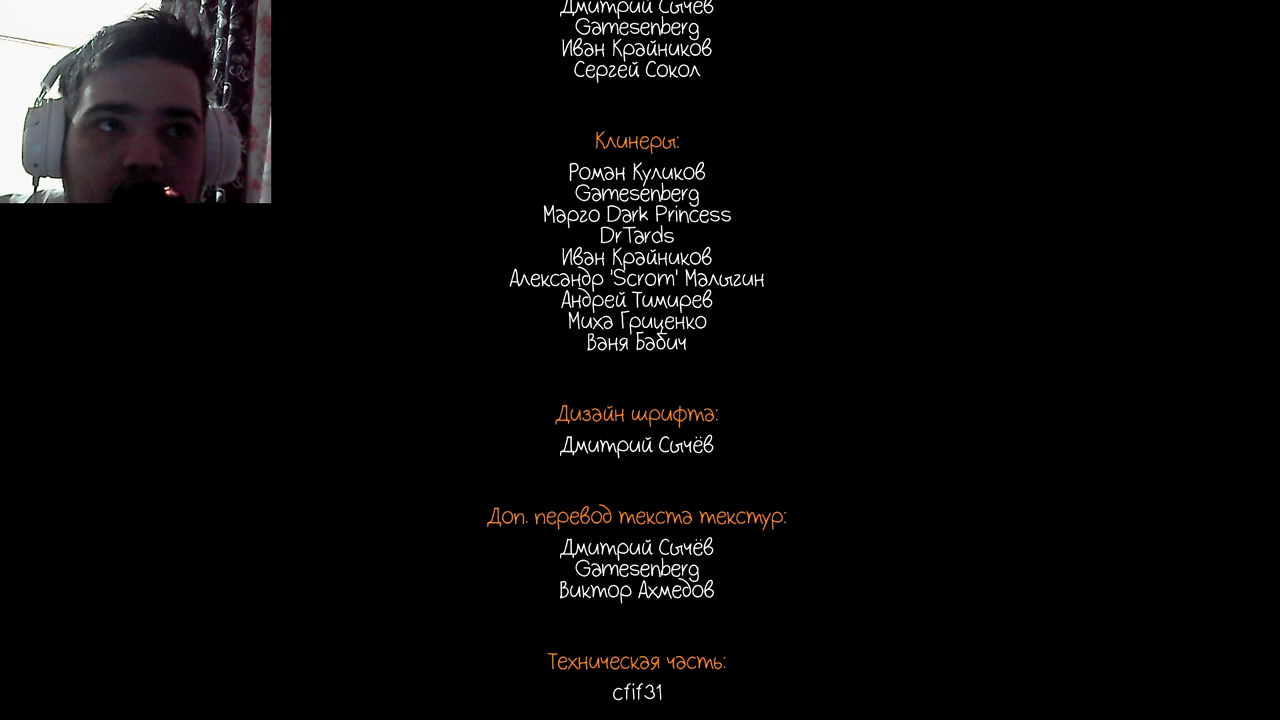 Дмитрий Сычёв
Gamesenberg
Иван Крайников
Сергей Сокол
Клинеры:
Роман Куликов
Gamesenberg
Марго Dark Princess
DrTards
Иван Крайников
Александр 'Scrom' Малыгин
Андрей Тимирев
Миха Гриценко
Ваня Бабич
Дизайн шрифта:
Дмитрий Сычёв
Доп. перевод текста текстур:
Дмитрий Сычёв
Gamesenberg
Виктор Ахмедов
Техническая часть:
cfif31